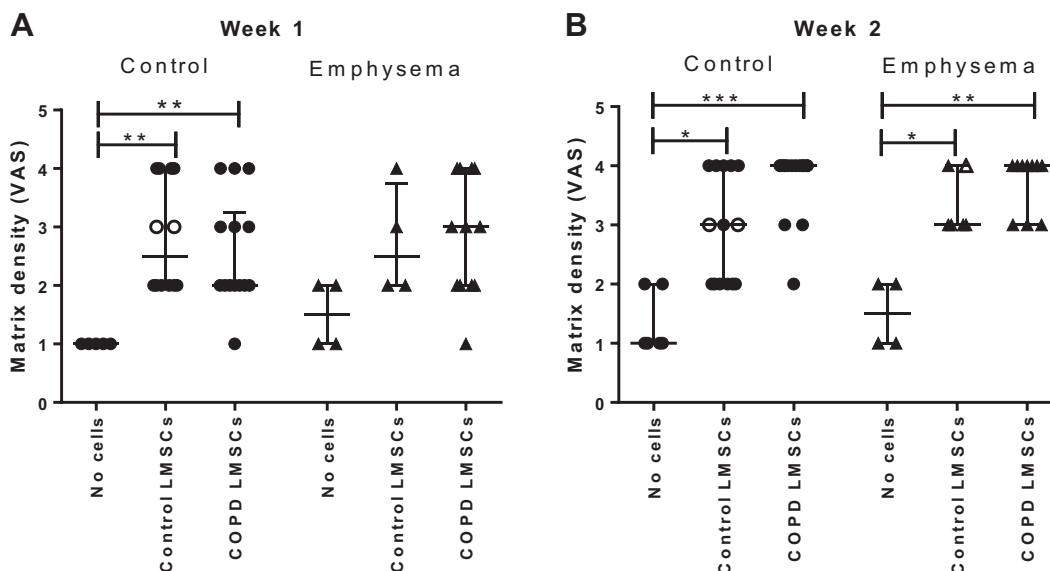 A
Week 1
Control
Emphysema
**
**
Matrix density (VAS)
5
4
3
2
1
0
No cells
Control LMSCs
COPD LMSCs
No cells
Control LMSCs
COPD LMSCs
B
Week 2
Control
Emphysema
***
*
**
*
Matrix density (VAS)
5
4
3
2
1
0
No cells
Control LMSCs
COPD LMSCs
No cells
Control LMSCs
COPD LMSCs